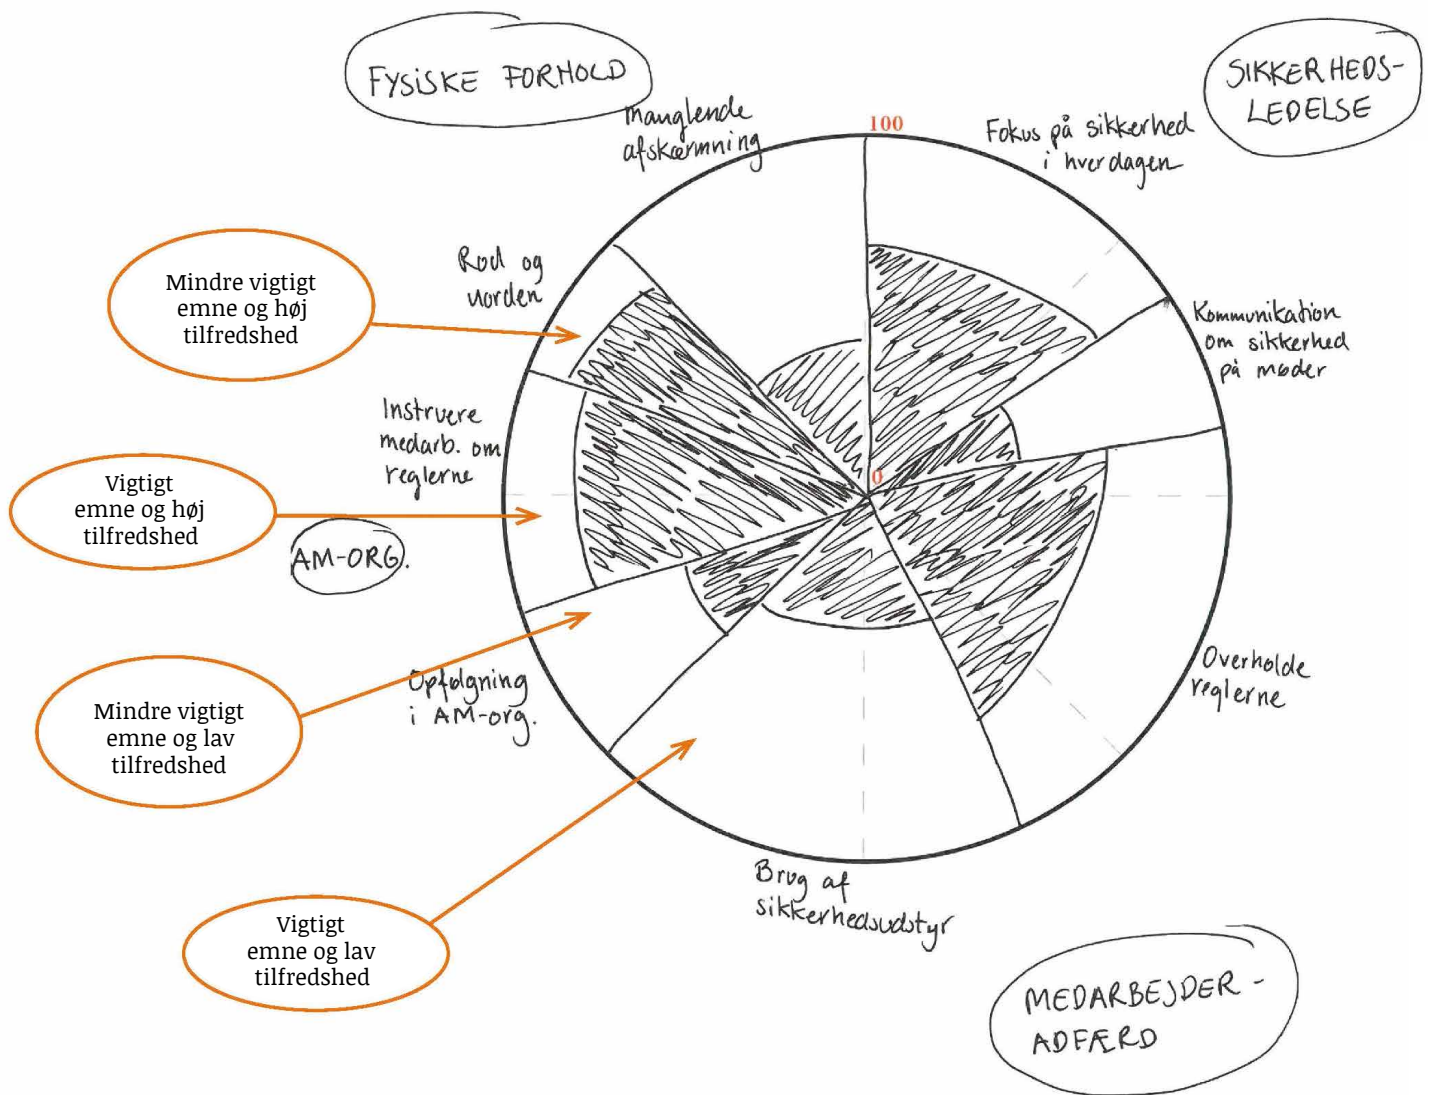 FYSISKE FORHOLD
SIKKERHEDS-
LEDELSE
manglende
afskærmning
100
Fokus på sikkerhed
i hverdagen
Rod og
uorden
Mindre vigtigt
emne og høj
tilfredshed
Kommunikation
om sikkerhed
på møder
Instruere
medarb. om
reglerne
0
Vigtigt
emne og høj
tilfredshed
AM-ORG.
Overholde
reglerne
Opfølgning
i AM-org.
Mindre vigtigt
emne og lav
tilfredshed
Brug af
sikkerhedsudstyr
Vigtigt
emne og lav
tilfredshed
MEDARBEJDER-
ADFÆRD